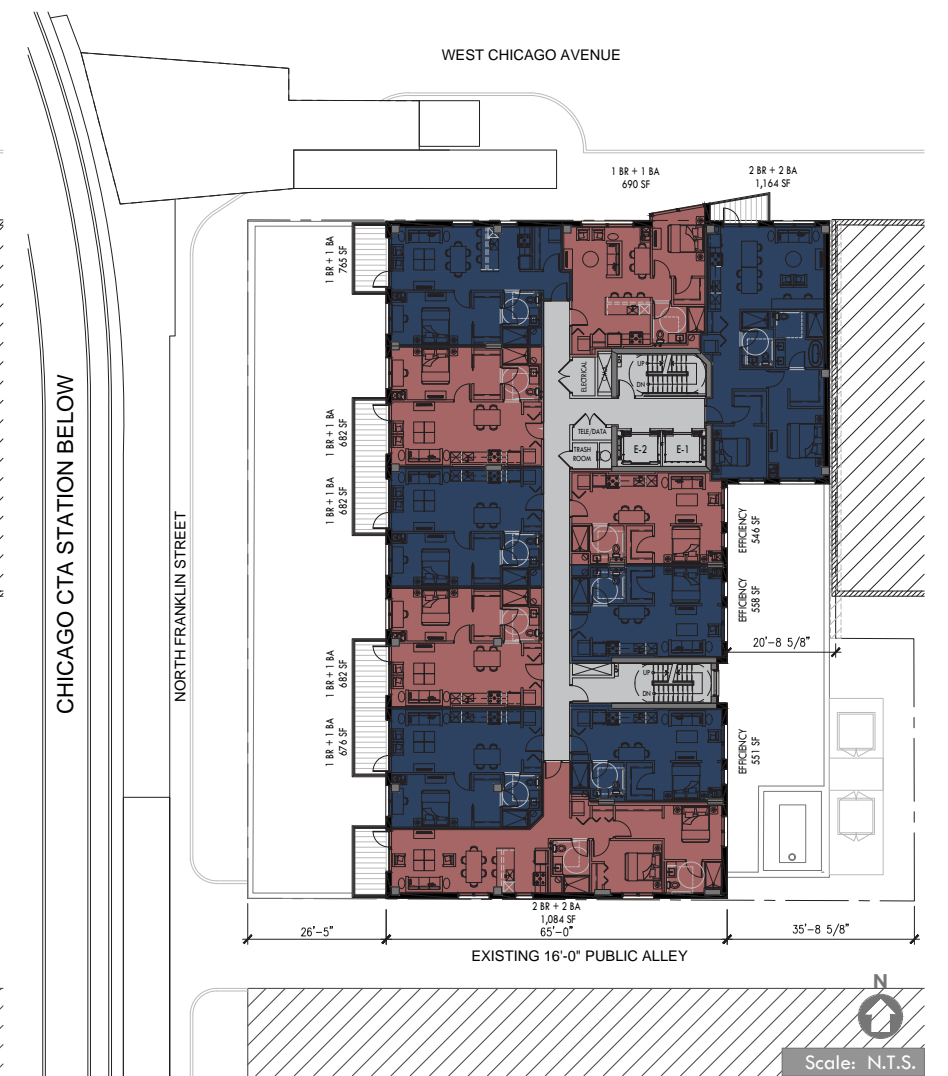 WEST CHICAGO AVENUE
1 BR + 1 BA
690 SF
2 BR + 2 BA
1,164 SF
1 BR + 1 BA
765 SF
UP
DN
ELECTRICAL
1 BR + 1 BA
682 SF
TELE/DATA
TRASH
ROOM
E-2
E-1
1 BR + 1 BA
682 SF
EFFICIENCY
546 SF
CHICAGO CTA STATION BELOW
NORTH FRANKLIN STREET
EFFICIENCY
558 SF
20'-8 5/8"
1 BR + 1 BA
682 SF
UP
DN
1 BR + 1 BA
676 SF
EFFICIENCY
551 SF
2 BR + 2 BA
1,084 SF
26'-5"
65'-0"
35'-8 5/8"
EXISTING 16'-0" PUBLIC ALLEY
N
Scale: N.T.S.